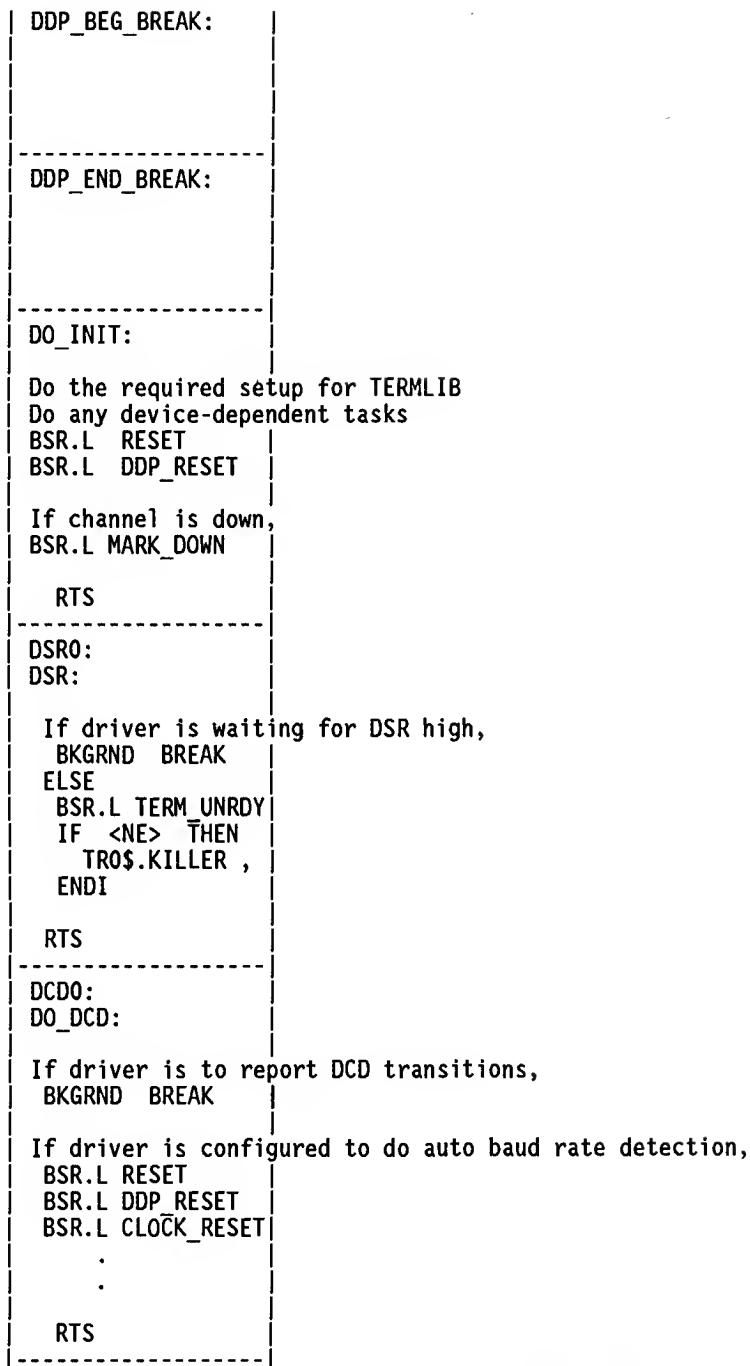 DDP_BEG_BREAK:
DDP_END_BREAK:
DO_INIT:
Do the required setup for TERMLIB
Do any device-dependent tasks
BSR.L RESET
BSR.L DDP_RESET
If channel is down,
BSR.L MARK_DOWN
RTS
DSRO:
DSR:
If driver is waiting for DSR high,
BKGRND BREAK
ELSE
BSR.L TERM_UNRDY
IF <NE> THEN
TRO$.KILLER ,
ENDI
RTS
DCDO:
DO_DCD:
If driver is to report DCD transitions,
BKGRND BREAK
If driver is configured to do auto baud rate detection,
BSR.L RESET
BSR.L DDP_RESET
BSR.L CLOCK_RESET
.
.
RTS